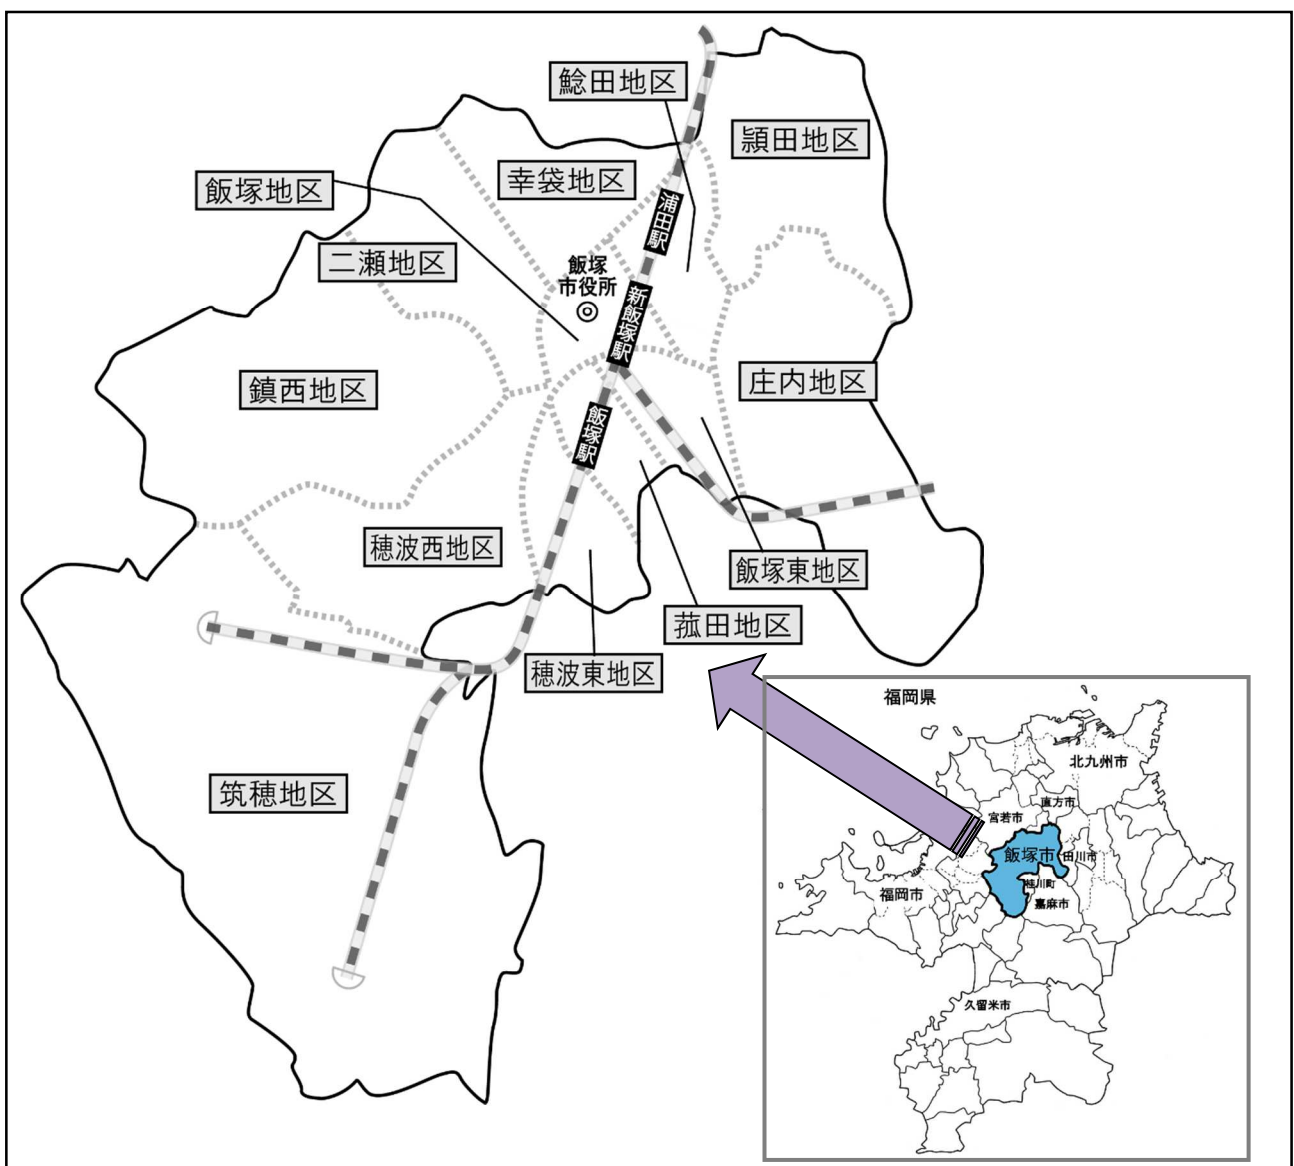 鯰田地区
頴田地区
幸袋地区
飯塚地区
浦田駅
二瀬地区
飯塚
市役所
新飯塚駅
鎮西地区
庄内地区
飯塚駅
穂波西地区
飯塚東地区
菰田地区
穂波東地区
筑穂地区
福岡県
北九州市
直方市
宮若市
飯塚市
田川市
桂川町
福岡市
嘉麻市
久留米市